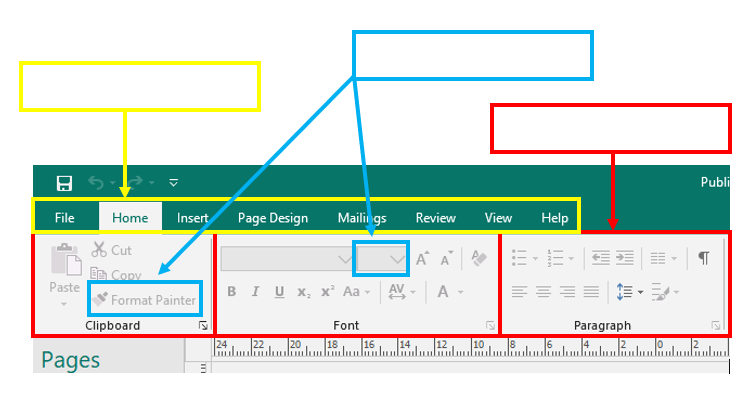 Publi
File Home Insert Page Design Mailings Review View Help
Cut
Copy
Paste
Format Painter
B I U x₂ x² Aa AV A
Clipboard Font Paragraph
24 22 20 18 16 14 12 10 8 6 4 2 0 2
Pages